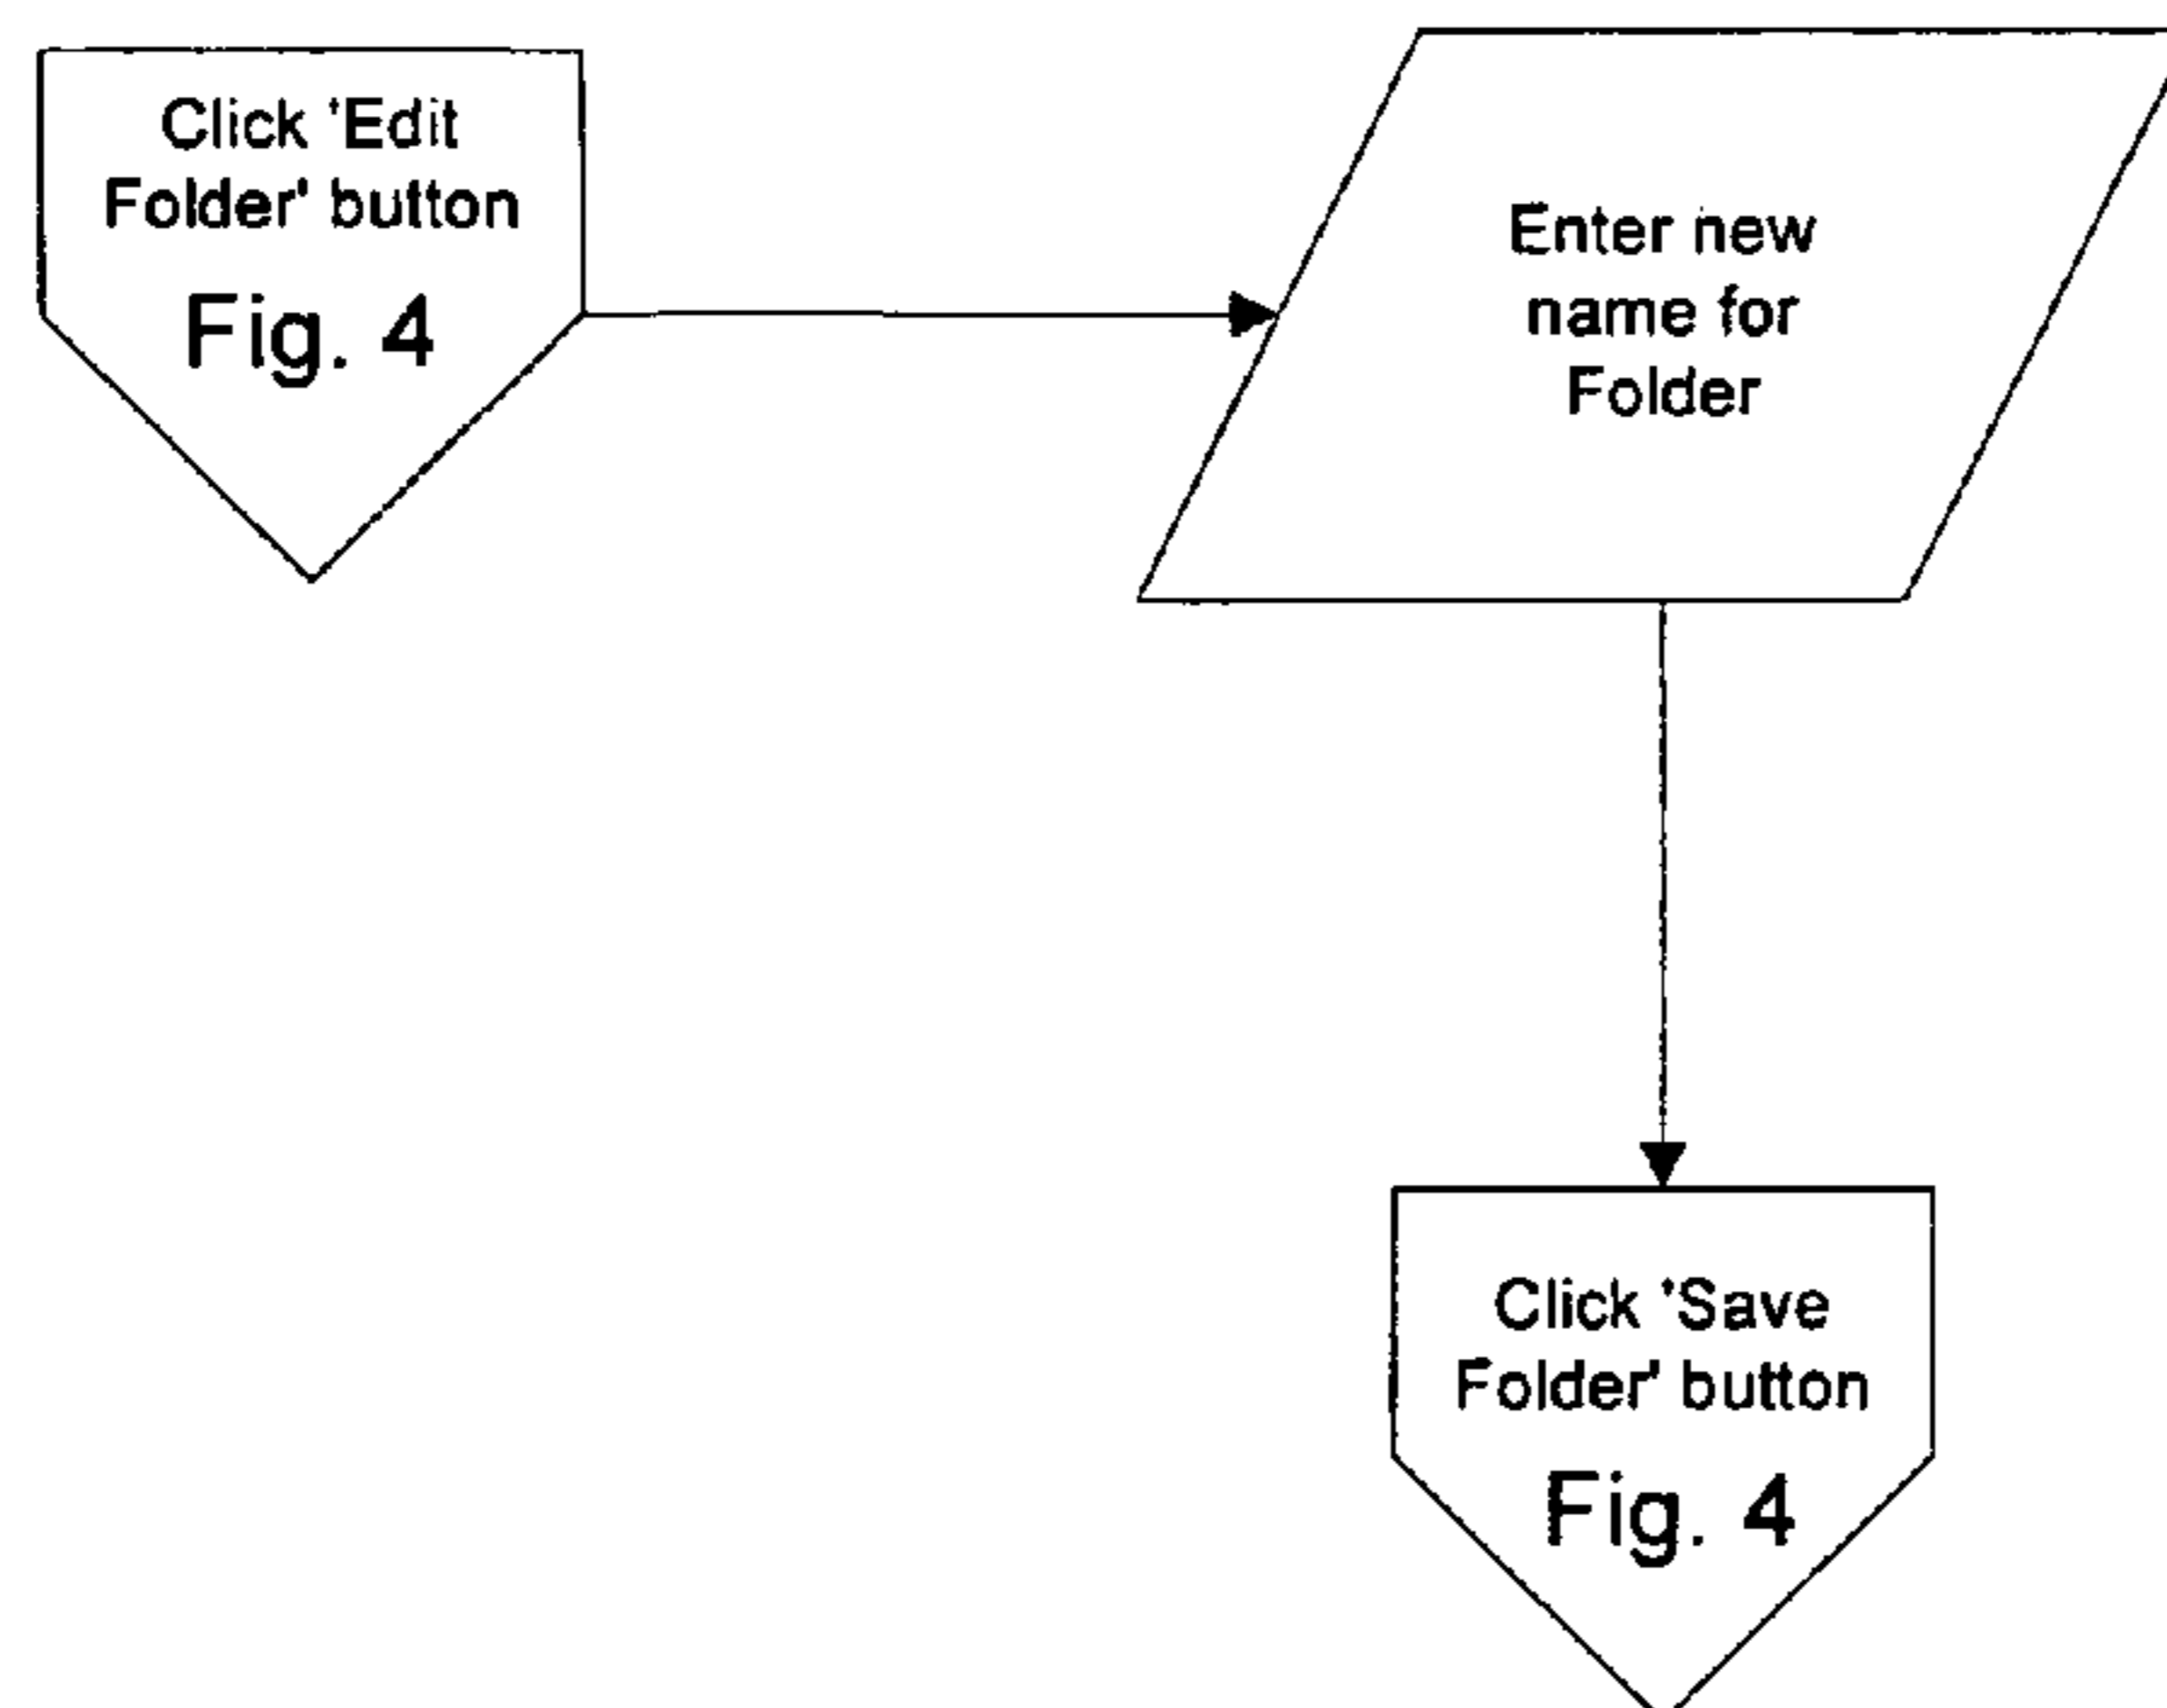 Click 'Edit
Folder' button
Fig. 4
Enter new
name for
Folder
Click 'Save
Folder' button
Fig. 4